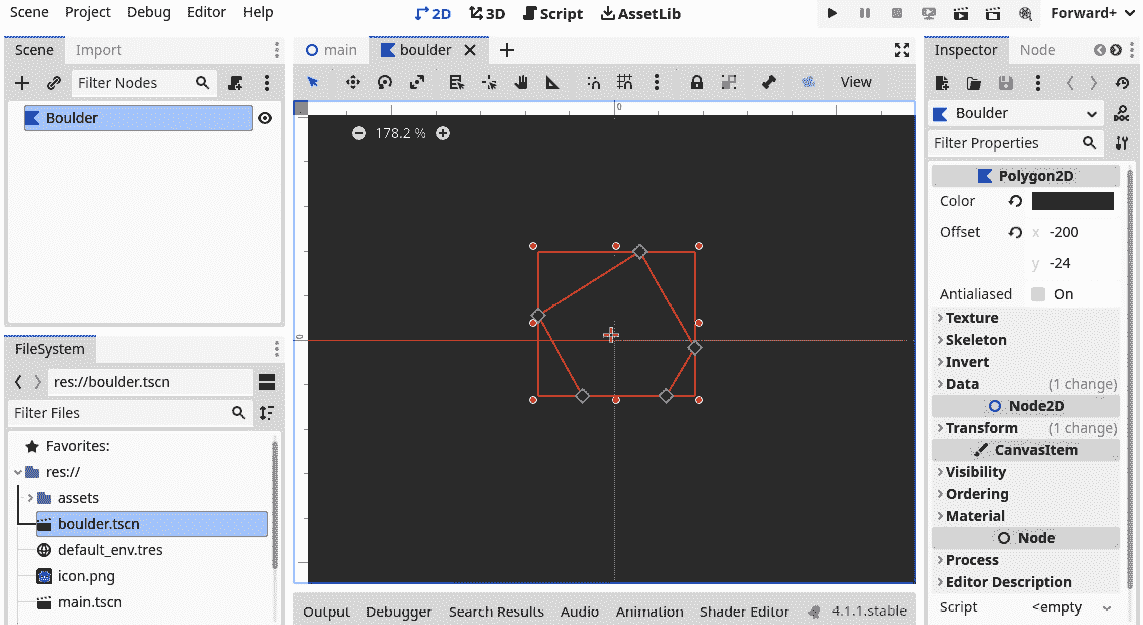 Scene Project Debug Editor Help
2D 3D Script AssetLib
Forward+
Scene Import
Filter Nodes
Boulder
FileSystem
res://boulder.tscn
Filter Files
Favorites:
res://
assets
boulder.tscn
default_env.tres
icon.png
main.tscn
main boulder
View
0
178.2 %
0
Output Debugger Search Results Audio Animation Shader Editor 4.1.1.stable
Inspector Node
Boulder
Filter Properties
Polygon2D
Color
Offset x -200
y -24
Antialiased On
Texture
Skeleton
Invert
Data (1 change)
Node2D
Transform (1 change)
CanvasItem
Visibility
Ordering
Material
Node
Process
Editor Description
Script <empty